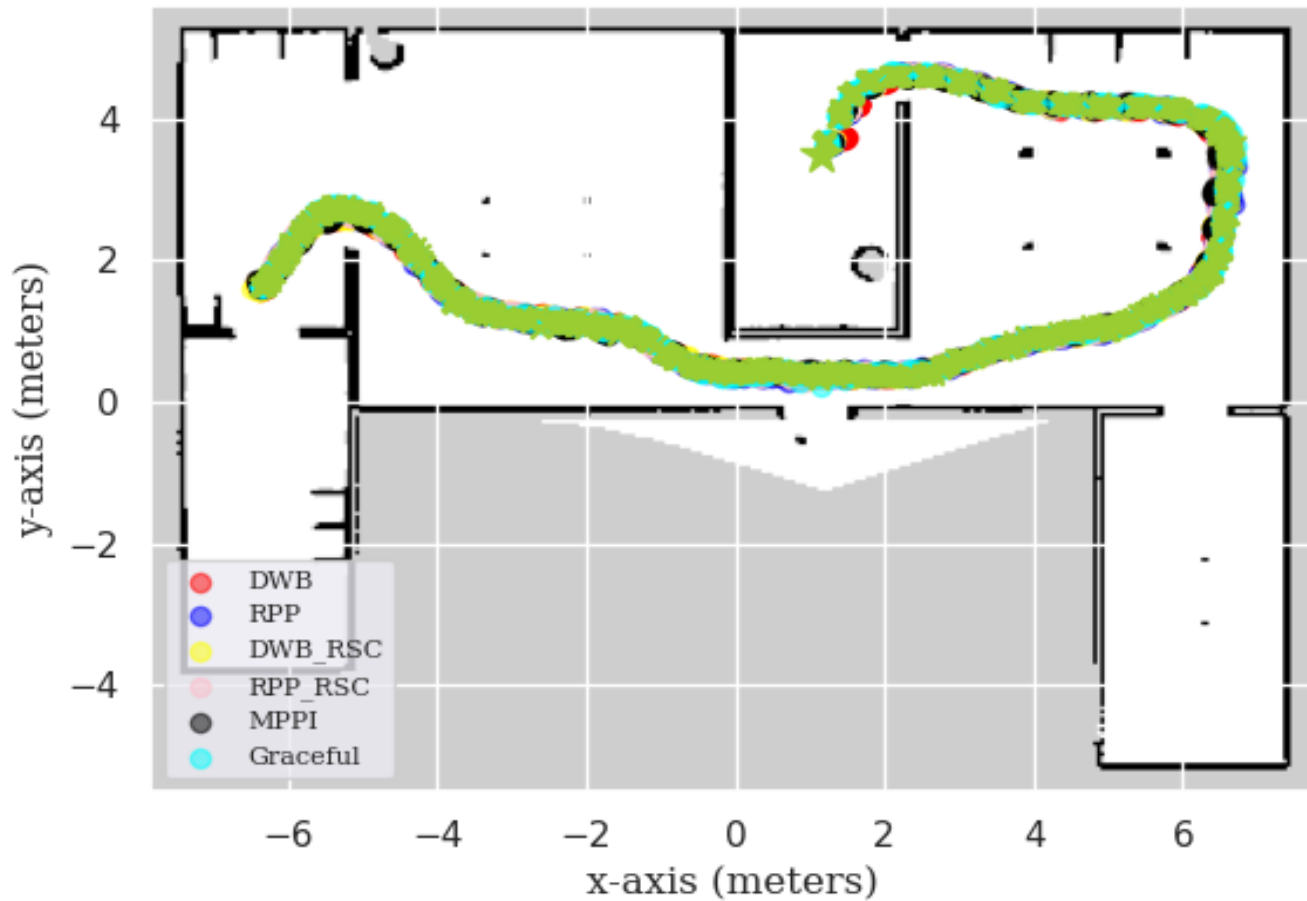 4
2
0
−2
−4
y-axis (meters)
DWB
RPP
DWB_RSC
RPP_RSC
MPPI
Graceful
−6 −4 −2 0 2 4 6
x-axis (meters)